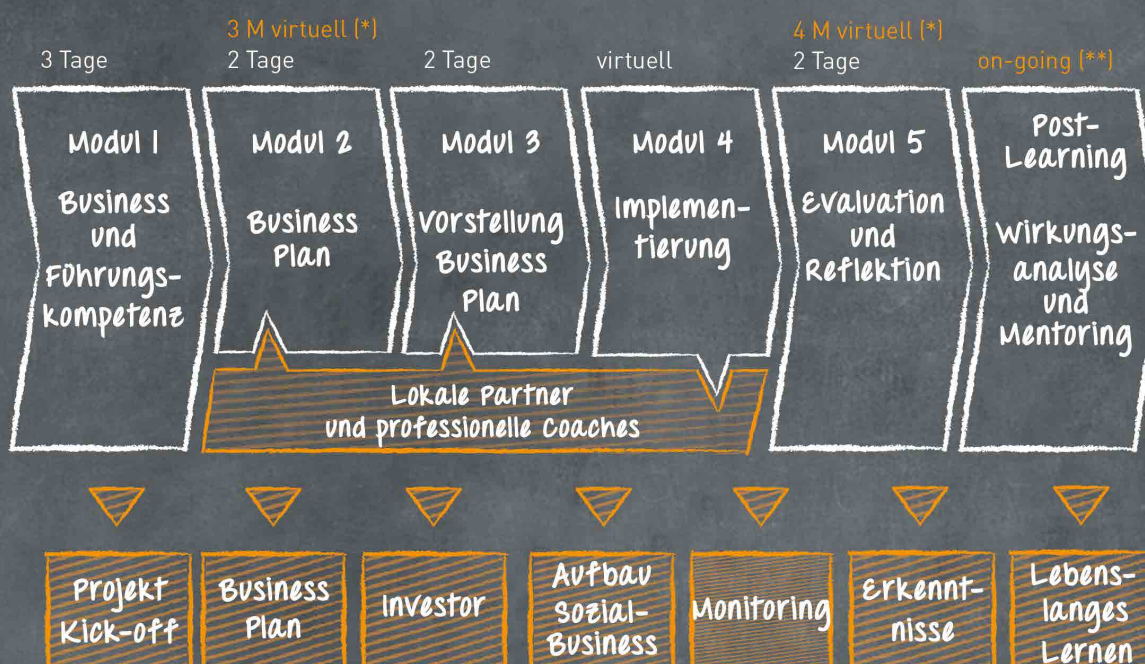 3 M virtuell (*)
4 M virtuell (*)
3 Tage
2 Tage
2 Tage
virtuell
2 Tage
on-going (**)
Modul 1
Business
und
Führungs-
kompetenz
Modul 2
Business
Plan
Modul 3
Vorstellung
Business
Plan
Modul 4
Implemen-
tierung
Modul 5
Evaluation
und
Reflektion
Post-
Learning
Wirkungs-
analyse
und
Mentoring
Lokale Partner
und professionelle Coaches
Projekt
Kick-off
Business
Plan
Investor
Aufbau
Sozial-
Business
Monitoring
Erkennt-
nisse
Lebens-
langes
Lernen